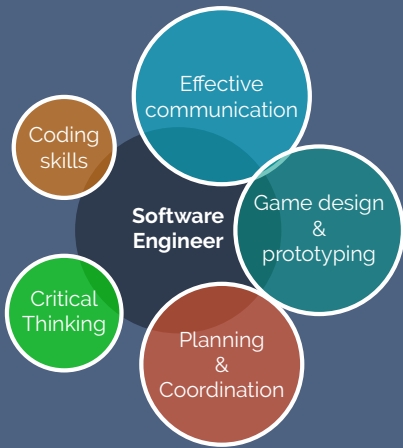 Effective
communication
Coding
skills
Software
Engineer
Game design
&
prototyping
Critical
Thinking
Planning
&
Coordination